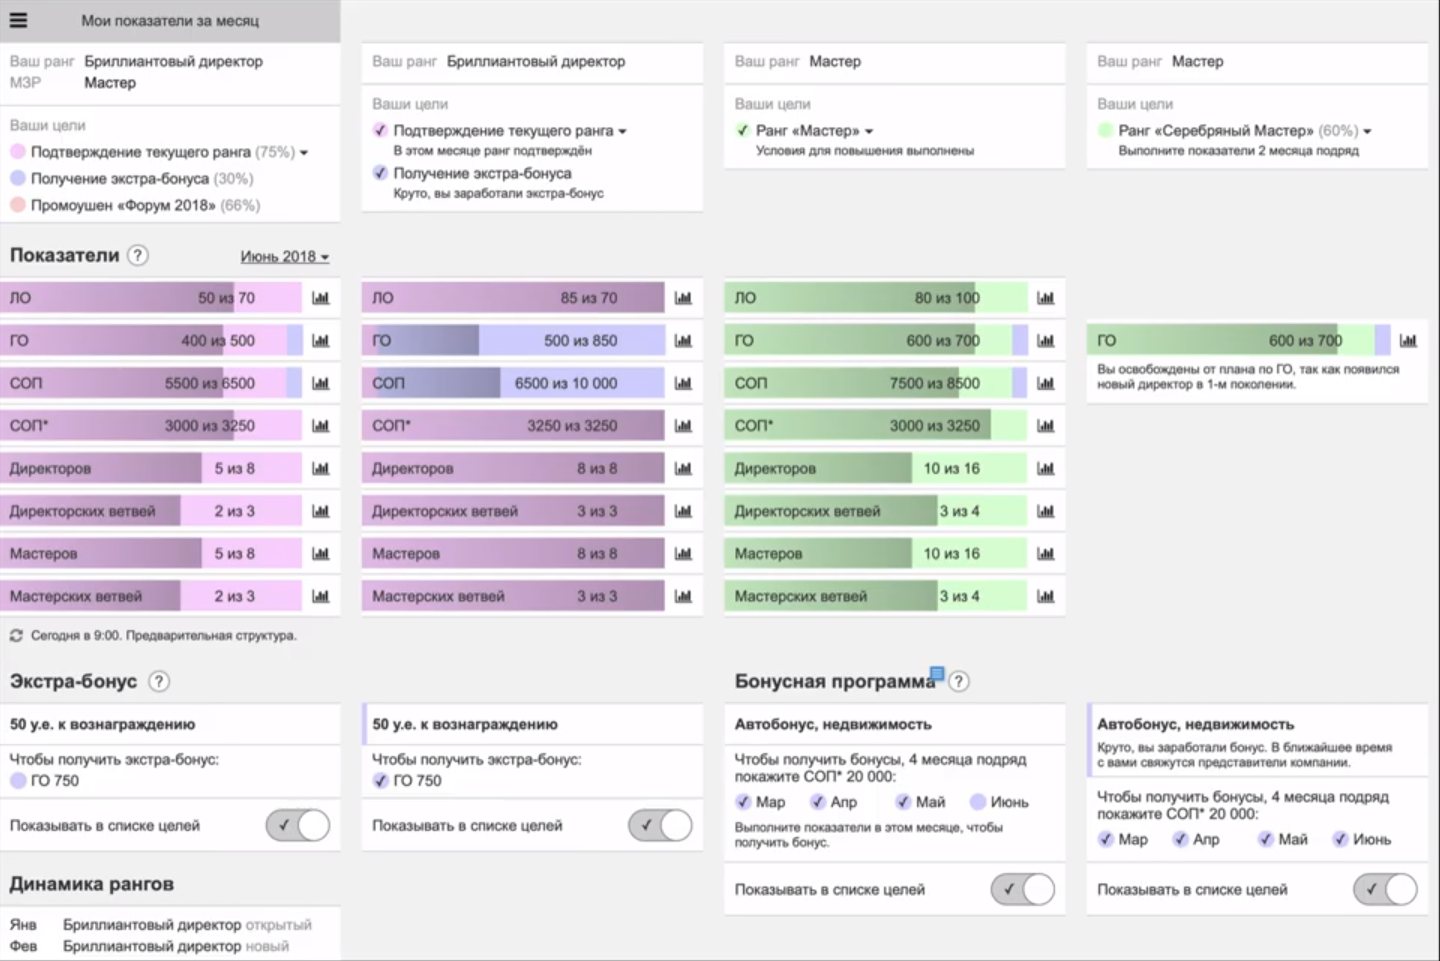 Мои показатели за месяц
Ваш ранг Бриллиантовый директор
МЗР Мастер
Ваши цели
Подтверждение текущего ранга (75%)
Получение экстра-бонуса (30%)
Промоушен «Форум 2018» (66%)
Показатели ?
Июнь 2018
ЛО 50 из 70
ГО 400 из 500
СОП 5500 из 6500
СОП* 3000 из 3250
Директоров 5 из 8
Директорских ветвей 2 из 3
Мастеров 5 из 8
Мастерских ветвей 2 из 3
Сегодня в 9:00. Предварительная структура.
Экстра-бонус ?
50 у.е. к вознаграждению
Чтобы получить экстра-бонус:
ГО 750
Показывать в списке целей
Динамика рангов
Янв Бриллиантовый директор открытый
Фев Бриллиантовый директор новый
Ваш ранг Бриллиантовый директор
Ваши цели
Подтверждение текущего ранга
В этом месяце ранг подтверждён
Получение экстра-бонуса
Круто, вы заработали экстра-бонус
ЛО 85 из 70
ГО 500 из 850
СОП 6500 из 10 000
СОП* 3250 из 3250
Директоров 8 из 8
Директорских ветвей 3 из 3
Мастеров 8 из 8
Мастерских ветвей 3 из 3
50 у.е. к вознаграждению
Чтобы получить экстра-бонус:
ГО 750
Показывать в списке целей
Ваш ранг Мастер
Ваши цели
Ранг «Мастер»
Условия для повышения выполнены
ЛО 80 из 100
ГО 600 из 700
СОП 7500 из 8500
СОП* 3000 из 3250
Директоров 10 из 16
Директорских ветвей 3 из 4
Мастеров 10 из 16
Мастерских ветвей 3 из 4
Бонусная программа ?
Автобонус, недвижимость
Чтобы получить бонусы, 4 месяца подряд
покажите СОП* 20 000:
Мар Апр Май Июнь
Выполните показатели в этом месяце, чтобы
получить бонус.
Показывать в списке целей
Ваш ранг Мастер
Ваши цели
Ранг «Серебряный Мастер» (60%)
Выполните показатели 2 месяца подряд
ГО 600 из 700
Вы освобождены от плана по ГО, так как появился
новый директор в 1-м поколении.
Автобонус, недвижимость
Круто, вы заработали бонус. В ближайшее время
с вами свяжутся представители компании.
Чтобы получить бонусы, 4 месяца подряд
покажите СОП* 20 000:
Мар Апр Май Июнь
Показывать в списке целей